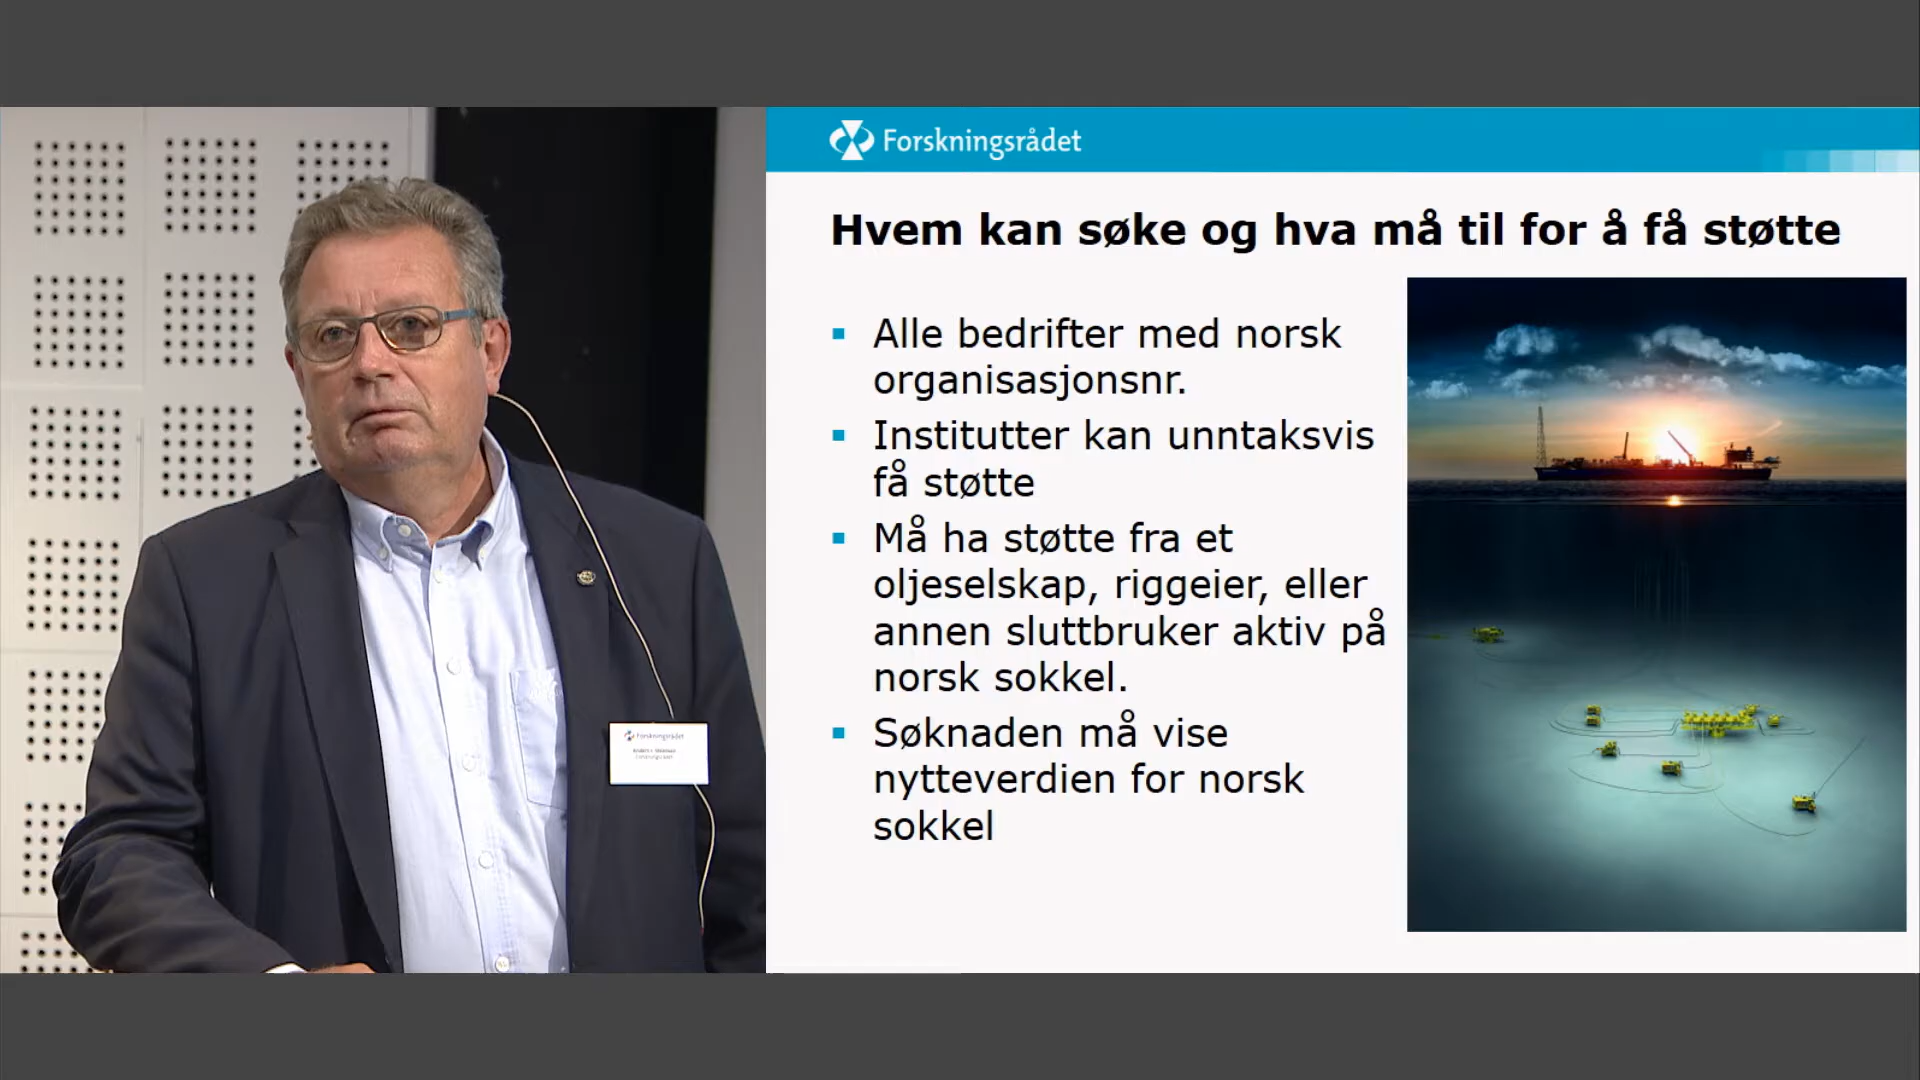 Forskningsrådet
Hvem kan søke og hva må til for å få støtte
Alle bedrifter med norsk
organisasjonsnr.
Institutter kan unntaksvis
få støtte
Må ha støtte fra et
oljeselskap, riggeier, eller
annen sluttbruker aktiv på
norsk sokkel.
Søknaden må vise
nytteverdien for norsk
sokkel
Forskningsrådet